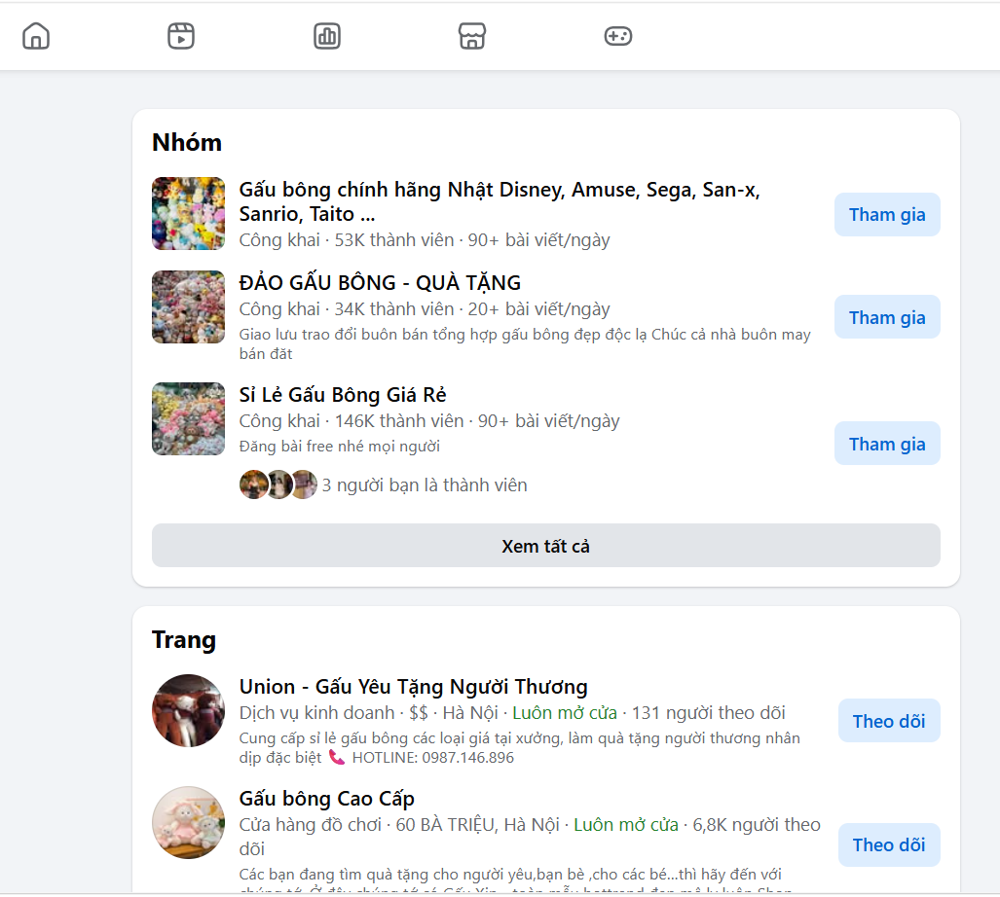 Nhóm
Gấu bông chính hãng Nhật Disney, Amuse, Sega, San-x,
Sanrio, Taito ...
Công khai · 53K thành viên · 90+ bài viết/ngày
Tham gia
ĐẢO GẤU BÔNG - QUÀ TẶNG
Công khai · 34K thành viên · 20+ bài viết/ngày
Giao lưu trao đổi buôn bán tổng hợp gấu bông đẹp độc lạ Chúc cả nhà buôn may
bán đăt
Tham gia
Sỉ Lẻ Gấu Bông Giá Rẻ
Công khai · 146K thành viên · 90+ bài viết/ngày
Đăng bài free nhé mọi người
3 người bạn là thành viên
Tham gia
Xem tất cả
Trang
Union - Gấu Yêu Tặng Người Thương
Dịch vụ kinh doanh · $$ · Hà Nội · Luôn mở cửa · 131 người theo dõi
Cung cấp sỉ lẻ gấu bông các loại giá tại xưởng, làm quà tặng người thương nhân
dịp đặc biệt 📞 HOTLINE: 0987.146.896
Theo dõi
Gấu bông Cao Cấp
Cửa hàng đồ chơi · 60 BÀ TRIỆU, Hà Nội · Luôn mở cửa · 6,8K người theo
dõi
Các bạn đang tìm quà tặng cho người yêu,bạn bè ,cho các bé...thì hãy đến với
Theo dõi